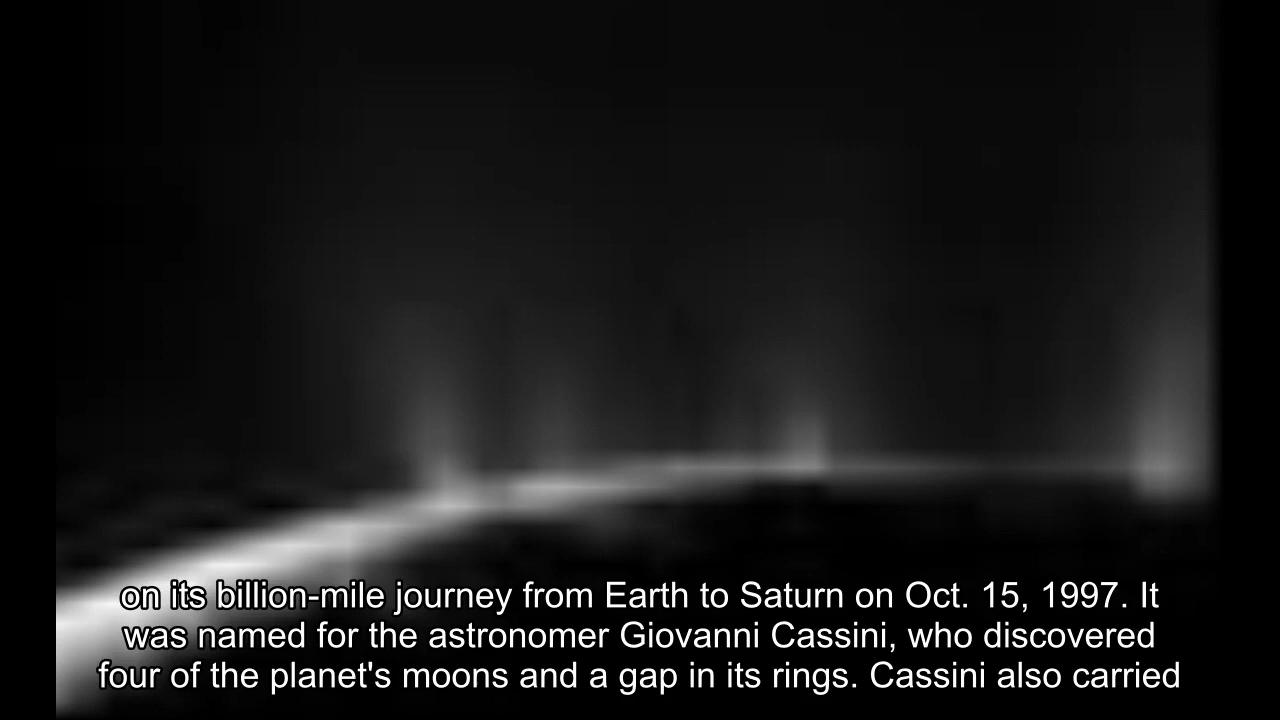 on its billion-mile journey from Earth to Saturn on Oct. 15, 1997. It
was named for the astronomer Giovanni Cassini, who discovered
four of the planet's moons and a gap in its rings. Cassini also carried